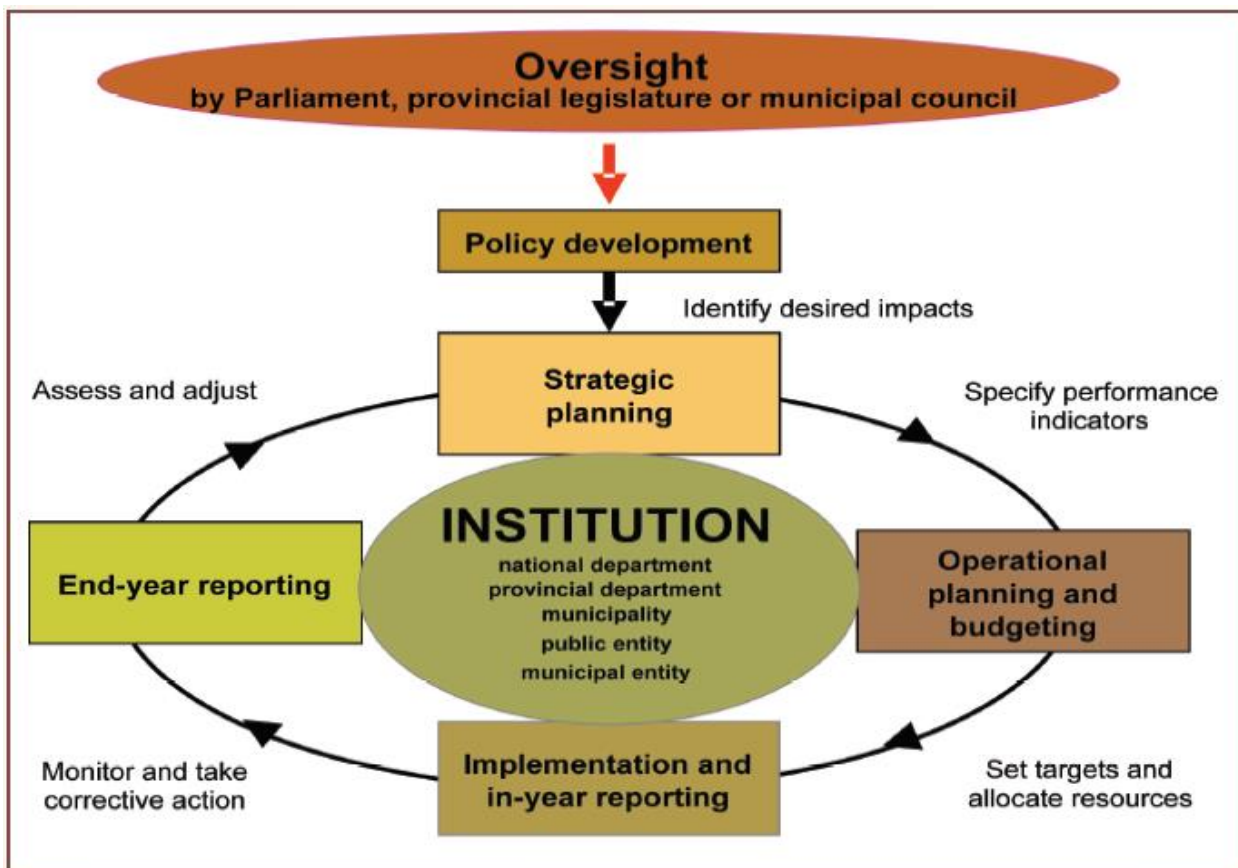 Oversight
by Parliament, provincial legislature or municipal council
Policy development
Identify desired impacts
Strategic
planning
Assess and adjust
Specify performance
indicators
INSTITUTION
national department
provincial department
municipality
public entity
municipal entity
End-year reporting
Operational
planning and
budgeting
Implementation and
in-year reporting
Monitor and take
corrective action
Set targets and
allocate resources